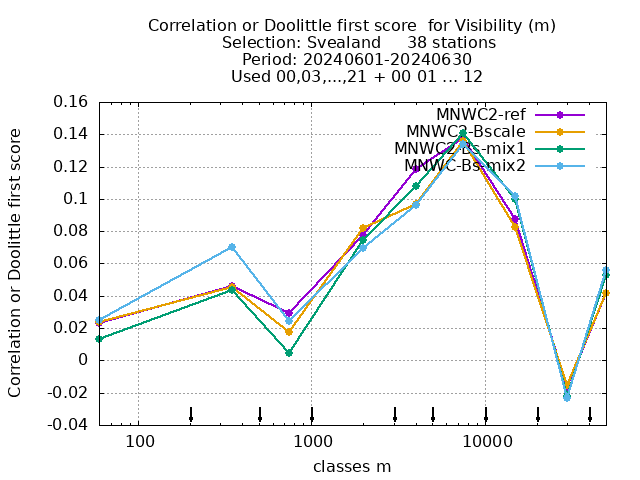 Correlation or Doolittle first score  for Visibility (m)
Selection: Svealand     38 stations
Period: 20240601-20240630
Used 00,03,...,21 + 00 01 ... 12
MNWC2-ref
MNWC2-Bscale
MNWC2-Bs-mix1
MNWC-Bs-mix2
Correlation or Doolittle first score
0.16
0.14
0.12
0.1
0.08
0.06
0.04
0.02
0
-0.02
-0.04
100
1000
10000
classes m